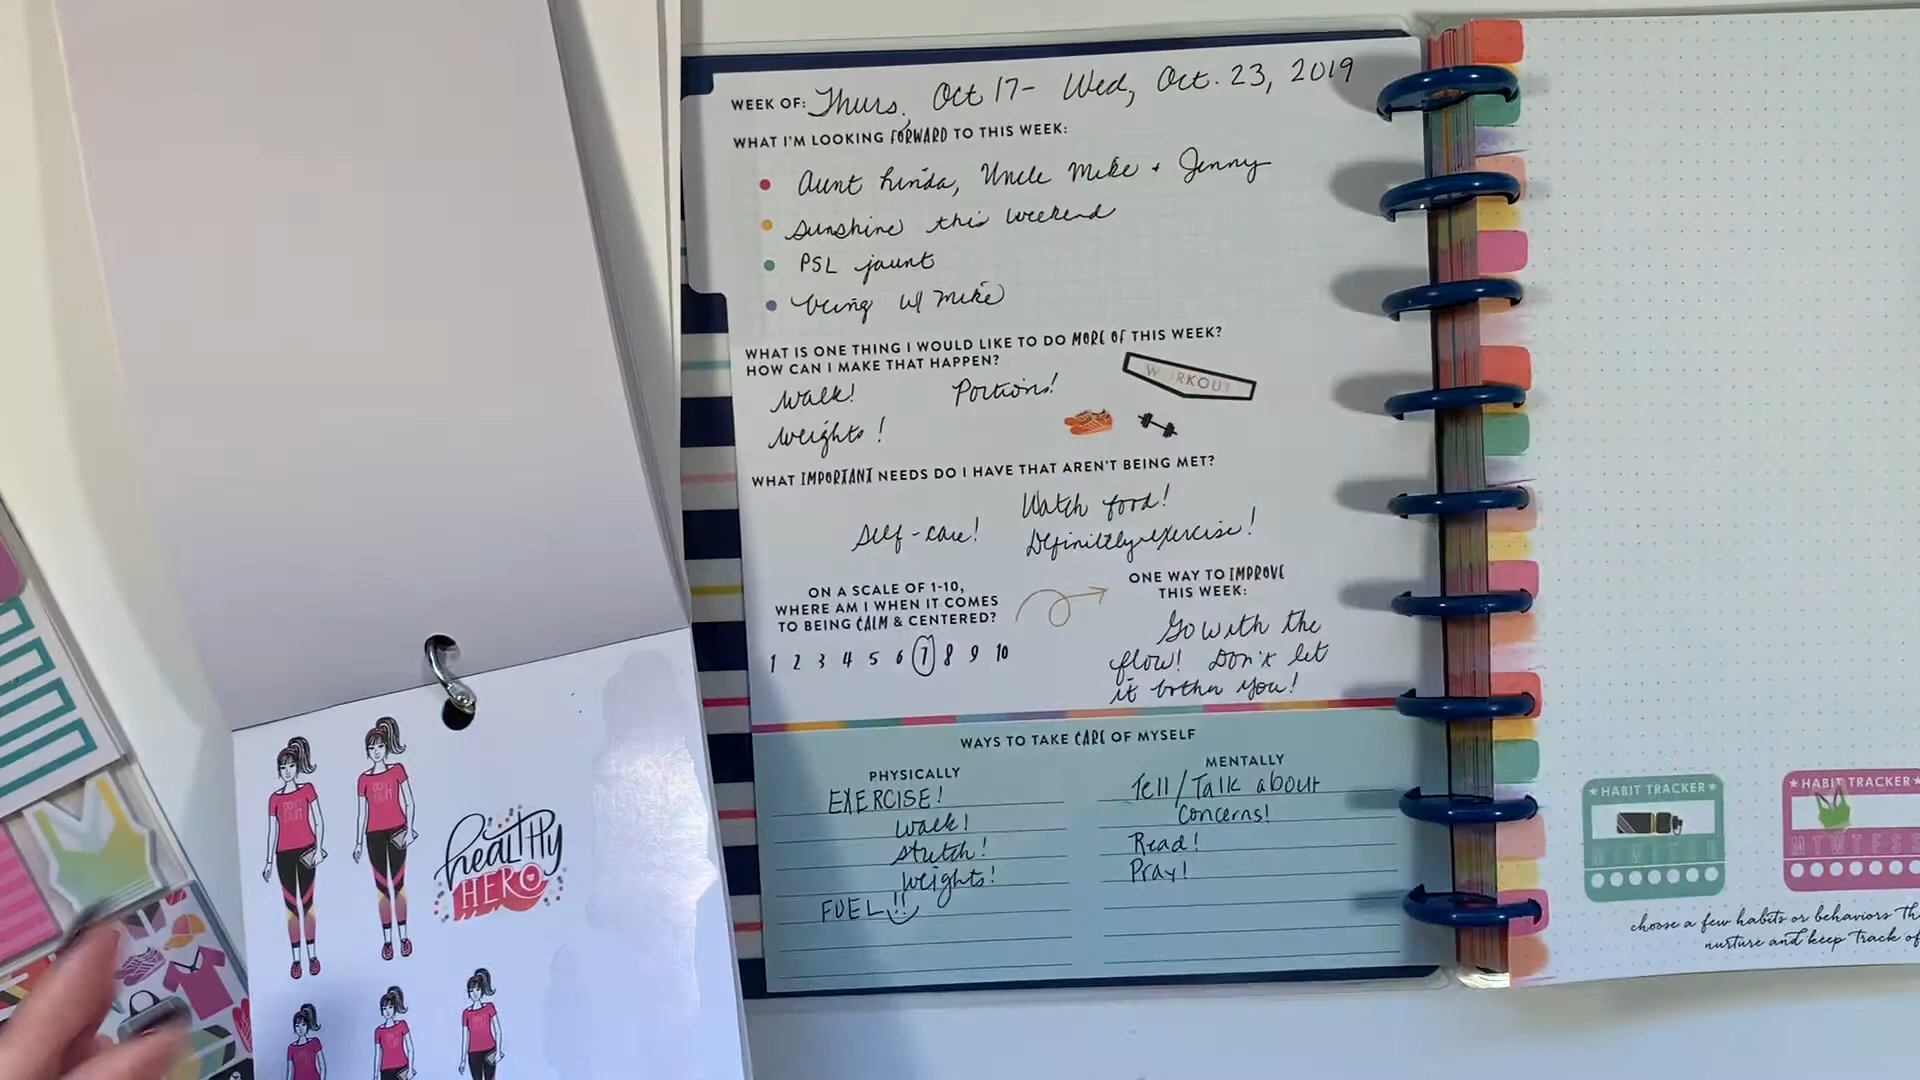 WEEK OF: Thurs, Oct 17 - Wed, Oct. 23, 2019
WHAT I'M LOOKING FORWARD TO THIS WEEK:
Aunt Linda, Uncle Mike + Jenny
sunshine this weekend
PSL jaunt
being w/ Mike
WHAT IS ONE THING I WOULD LIKE TO DO MORE OF THIS WEEK?
HOW CAN I MAKE THAT HAPPEN?
Walk! Portions!
WORKOUT
weights!
WHAT IMPORTANT NEEDS DO I HAVE THAT AREN'T BEING MET?
Watch food!
Self-care!
Definitely exercise!
ON A SCALE OF 1-10,
WHERE AM I WHEN IT COMES
TO BEING CALM & CENTERED?
1 2 3 4 5 6 7 8 9 10
ONE WAY TO IMPROVE
THIS WEEK:
Go with the
flow! Don't let
it bother you!
WAYS TO TAKE CARE OF MYSELF
PHYSICALLY
EXERCISE!
Walk!
stretch!
Weights!
FUEL!!
MENTALLY
Tell/Talk about
Concerns!
Read!
Pray!
healthy
HERO
HABIT TRACKER
HABIT TRACKER
M T W T F S S
choose a few habits or behaviors
nurture and keep track of